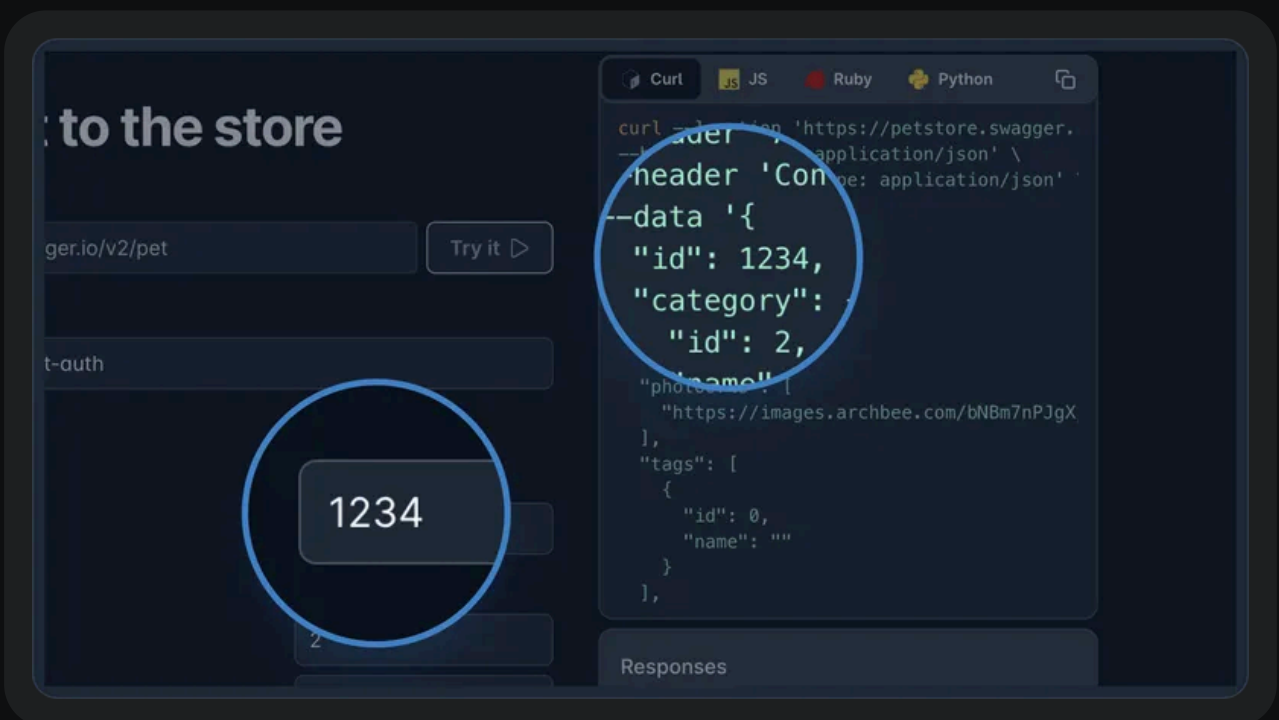 to the store
ger.io/v2/pet
Try it
t-auth
1234
2
Curl JS Ruby Python
curl 'https://petstore.swagger.
application/json' \
pe: application/json' \
header 'Con
--data '{
"id": 1234,
"category":
"id": 2,
"name"
[
"https://images.archbee.com/bNBm7nPJgX
],
"tags": [
{
"id": 0,
"name": ""
}
],
Responses